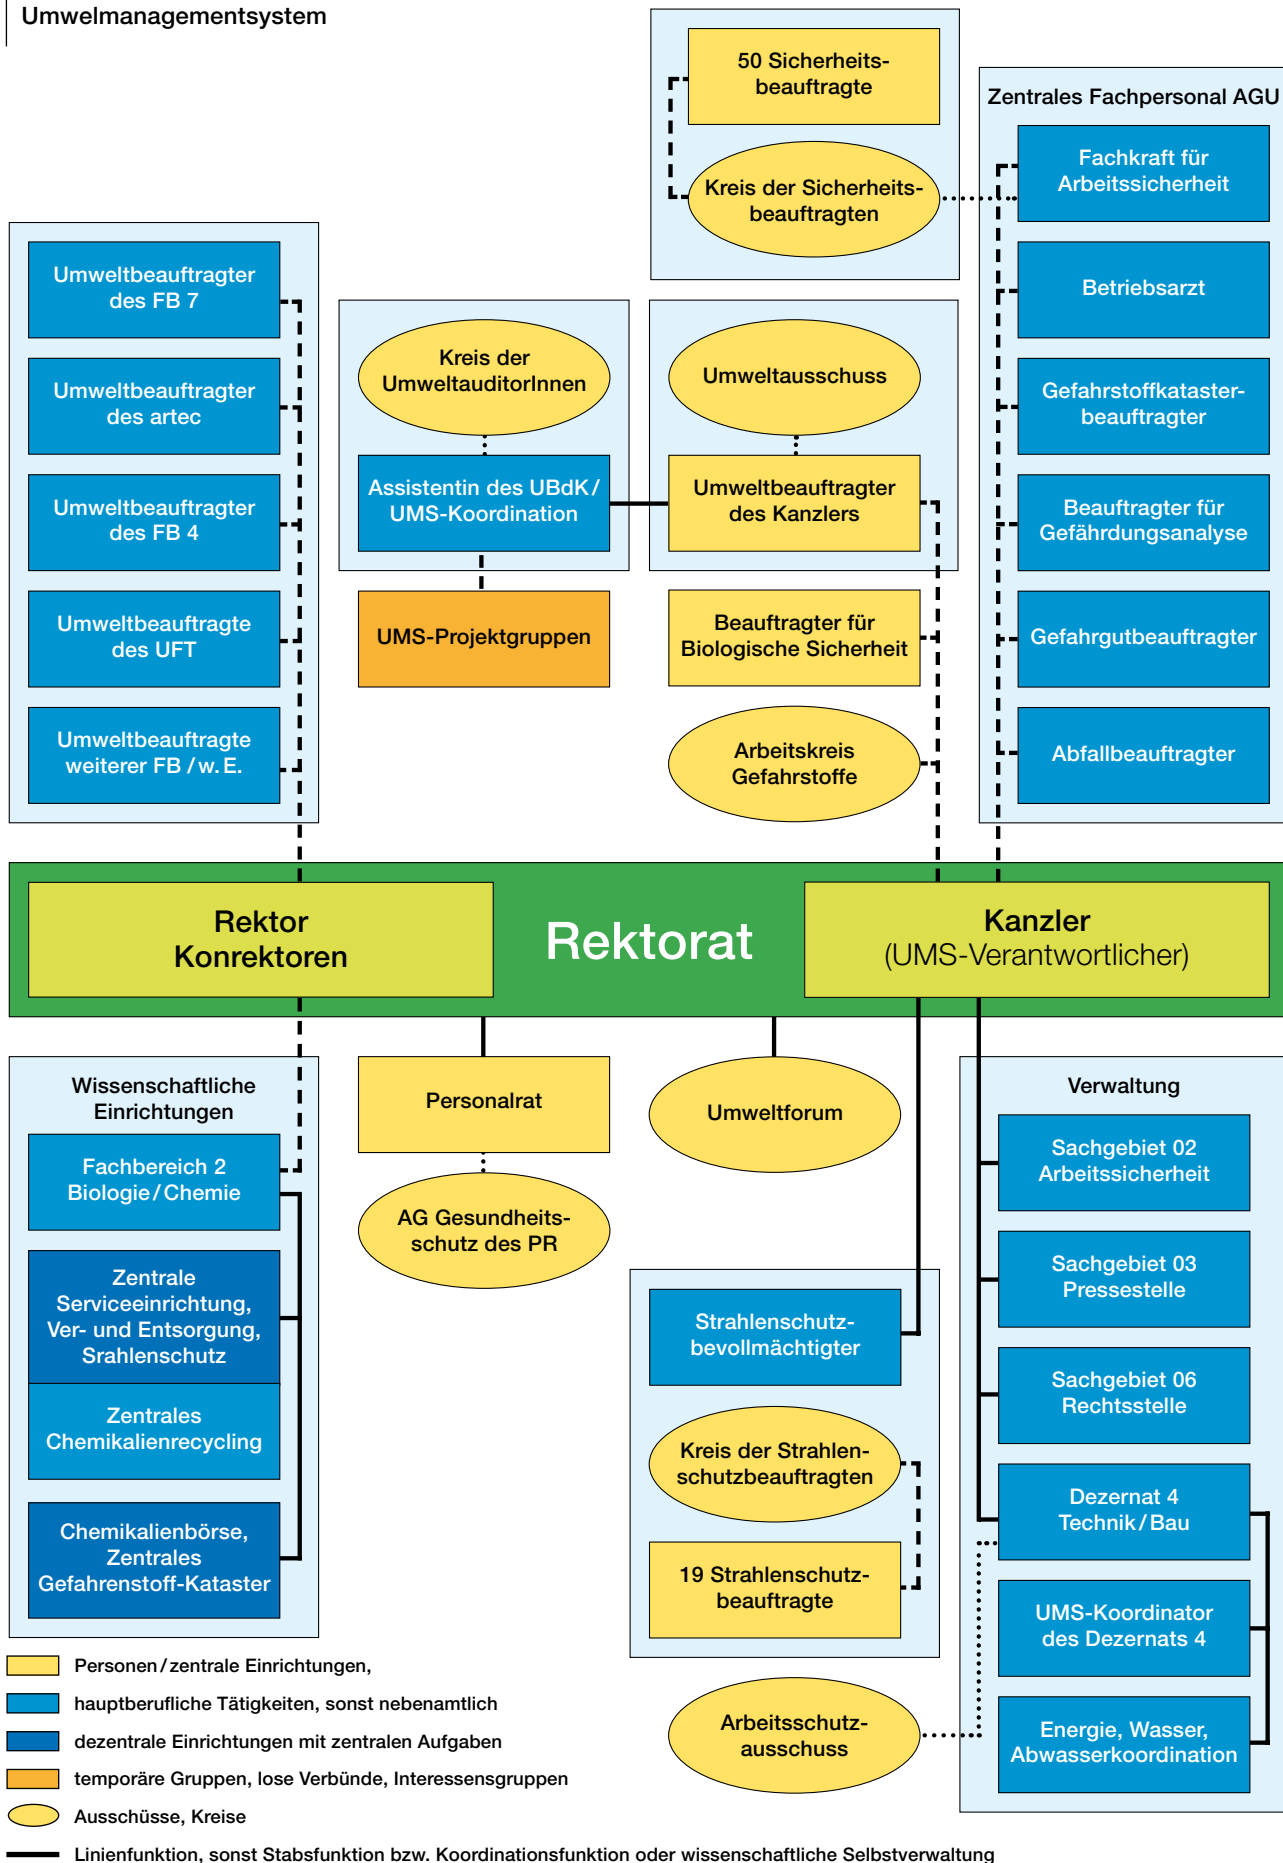 Umwelmanagementsystem
50 Sicherheits-
beauftragte
Kreis der Sicherheits-
beauftragten
Zentrales Fachpersonal AGU
Fachkraft für
Arbeitssicherheit
Betriebsarzt
Gefahrstoffkataster-
beauftragter
Beauftragter für
Gefährdungsanalyse
Gefahrgutbeauftragter
Abfallbeauftragter
Umweltbeauftragter
des FB 7
Umweltbeauftragter
des artec
Umweltbeauftragter
des FB 4
Umweltbeauftragte
des UFT
Umweltbeauftragte
weiterer FB / w. E.
Kreis der
UmweltauditorInnen
Assistentin des UBdK /
UMS-Koordination
UMS-Projektgruppen
Umweltausschuss
Umweltbeauftragter
des Kanzlers
Beauftragter für
Biologische Sicherheit
Arbeitskreis
Gefahrstoffe
Rektor
Konrektoren
Rektorat
Kanzler
(UMS-Verantwortlicher)
Wissenschaftliche
Einrichtungen
Fachbereich 2
Biologie / Chemie
Zentrale
Serviceeinrichtung,
Ver- und Entsorgung,
Srahlenschutz
Zentrales
Chemikalienrecycling
Chemikalienbörse,
Zentrales
Gefahrenstoff-Kataster
Personalrat
AG Gesundheits-
schutz des PR
Umweltforum
Strahlenschutz-
bevollmächtigter
Kreis der Strahlen-
schutzbeauftragten
19 Strahlenschutz-
beauftragte
Arbeitsschutz-
ausschuss
Verwaltung
Sachgebiet 02
Arbeitssicherheit
Sachgebiet 03
Pressestelle
Sachgebiet 06
Rechtsstelle
Dezernat 4
Technik / Bau
UMS-Koordinator
des Dezernats 4
Energie, Wasser,
Abwasserkoordination
Personen / zentrale Einrichtungen,
hauptberufliche Tätigkeiten, sonst nebenamtlich
dezentrale Einrichtungen mit zentralen Aufgaben
temporäre Gruppen, lose Verbünde, Interessensgruppen
Ausschüsse, Kreise
Linienfunktion, sonst Stabsfunktion bzw. Koordinationsfunktion oder wissenschaftliche Selbstverwaltung